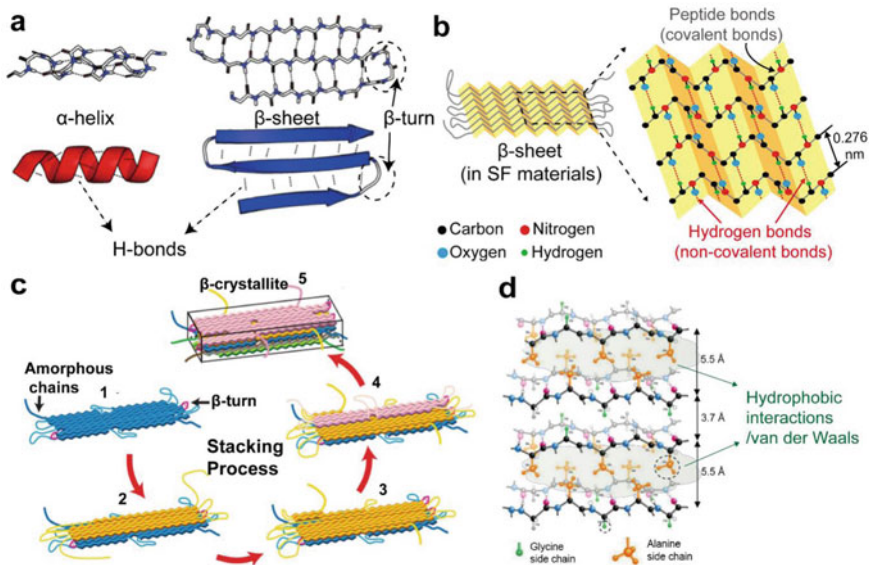 a
α-helix
β-sheet
β-turn
H-bonds
b
Peptide bonds
(covalent bonds)
β-sheet
(in SF materials)
0.276
nm
Carbon
Nitrogen
Oxygen
Hydrogen
Hydrogen bonds
(non-covalent bonds)
c
β-crystallite
5
Amorphous
chains
1
β-turn
4
Stacking
Process
2
3
d
5.5 Å
3.7 Å
5.5 Å
Hydrophobic
interactions
/van der Waals
Glycine
side chain
Alanine
side chain